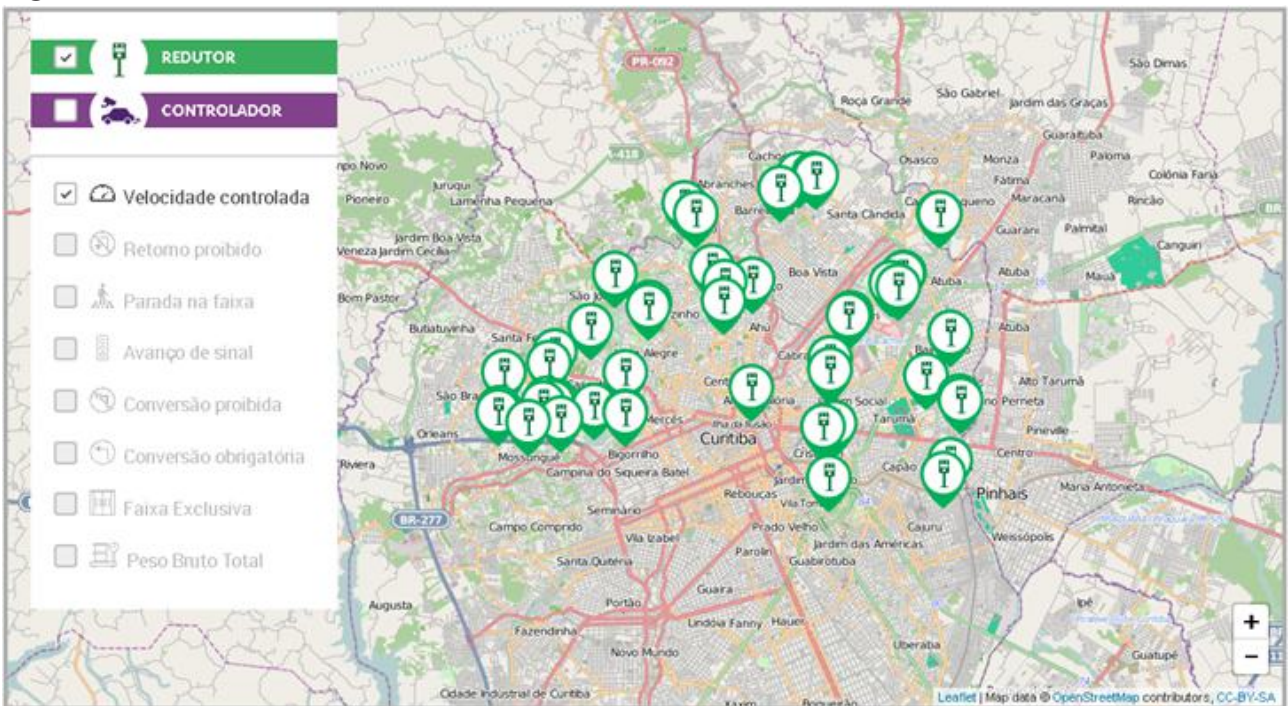 REDUTOR
CONTROLADOR
Velocidade controlada
Retorno proibido
Parada na faixa
Avanço de sinal
Conversão proibida
Conversão obrigatória
Faixa Exclusiva
Peso Bruto Total
PR-092
São Dimas
São Gabriel
Roça Grande
Jardim das Graças
Guaraituba
Osasco
Monza
Paloma
Colônia Faria
Juruqui
Abranches
Fátima
Pioneiro
Lamenha Pequena
Maracanã
Rincão
Santa Cândida
Guarani
Palmital
Jardim Boa Vista
Canguiri
Veneza Jardim Cecília
Boa Vista
Atuba
Atuba
Mauá
Bom Pastor
Butiatuvinha
Ahú
Atuba
Alto Tarumã
Tarumã
Mercês
Pineville
Orleans
Curitiba
Mossunguê
Bigorrilho
Centro
Riviera
Campina do Siqueira
Batel
Capão
Maria Antonieta
Rebouças
Pinhais
Seminário
BR-277
Campo Comprido
Prado Velho
Cajuru
Vila Izabel
Jardim das Américas
Weissópolis
Parolin
Santa Quitéria
Guabirotuba
Guaíra
Augusta
Portão
Ipê
Fazendinha
Lindóia
Fanny
Hauer
Uberaba
Novo Mundo
Guatupê
Cidade Industrial de Curitiba
Xaxim
Boqueirão
+
−
Leaflet | Map data © OpenStreetMap contributors, CC-BY-SA